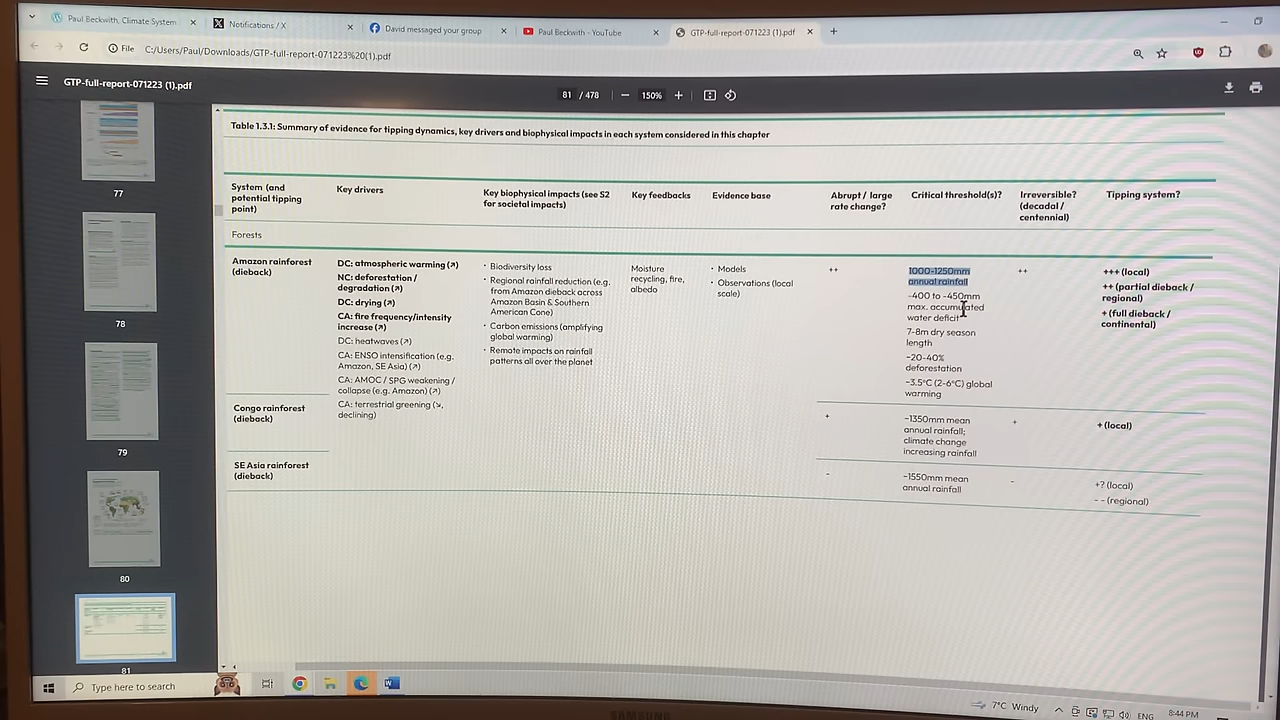 Paul Beckwith, Climate System
Notifications / X
David messaged your group
Paul Beckwith - YouTube
GTP-full-report-071223 (1).pdf
File C:/Users/Paul/Downloads/GTP-full-report-071223%20(1).pdf
GTP-full-report-071223 (1).pdf
81 / 478
150%
77
78
79
80
81
Table 1.3.1: Summary of evidence for tipping dynamics, key drivers and biophysical impacts in each system considered in this chapter
System (and
potential tipping
point)
Key drivers
Key biophysical impacts (see S2
for societal impacts)
Key feedbacks
Evidence base
Abrupt / large
rate change?
Critical threshold(s)?
Irreversible?
(decadal /
centennial)
Tipping system?
Forests
Amazon rainforest
(dieback)
DC: atmospheric warming (↗)
NC: deforestation /
degradation (↗)
DC: drying (↗)
CA: fire frequency/intensity
increase (↗)
DC: heatwaves (↗)
CA: ENSO intensification (e.g.
Amazon, SE Asia) (↗)
CA: AMOC / SPG weakening /
collapse (e.g. Amazon) (↗)
CA: terrestrial greening (↘,
declining)
· Biodiversity loss
· Regional rainfall reduction (e.g.
from Amazon dieback across
Amazon Basin & Southern
American Cone)
· Carbon emissions (amplifying
global warming)
· Remote impacts on rainfall
patterns all over the planet
Moisture
recycling, fire,
albedo
· Models
· Observations (local
scale)
++
1000-1250mm
annual rainfall
~400 to ~450mm
max. accumulated
water deficit
7-8m dry season
length
~20-40%
deforestation
~3.5°C (2-6°C) global
warming
++
+++ (local)
++ (partial dieback /
regional)
+ (full dieback /
continental)
Congo rainforest
(dieback)
+
~1350mm mean
annual rainfall;
climate change
increasing rainfall
+
+ (local)
SE Asia rainforest
(dieback)
-
~1550mm mean
annual rainfall
-
+? (local)
- - (regional)
Type here to search
7°C Windy
ENG
8:44 PM
SAMSUNG